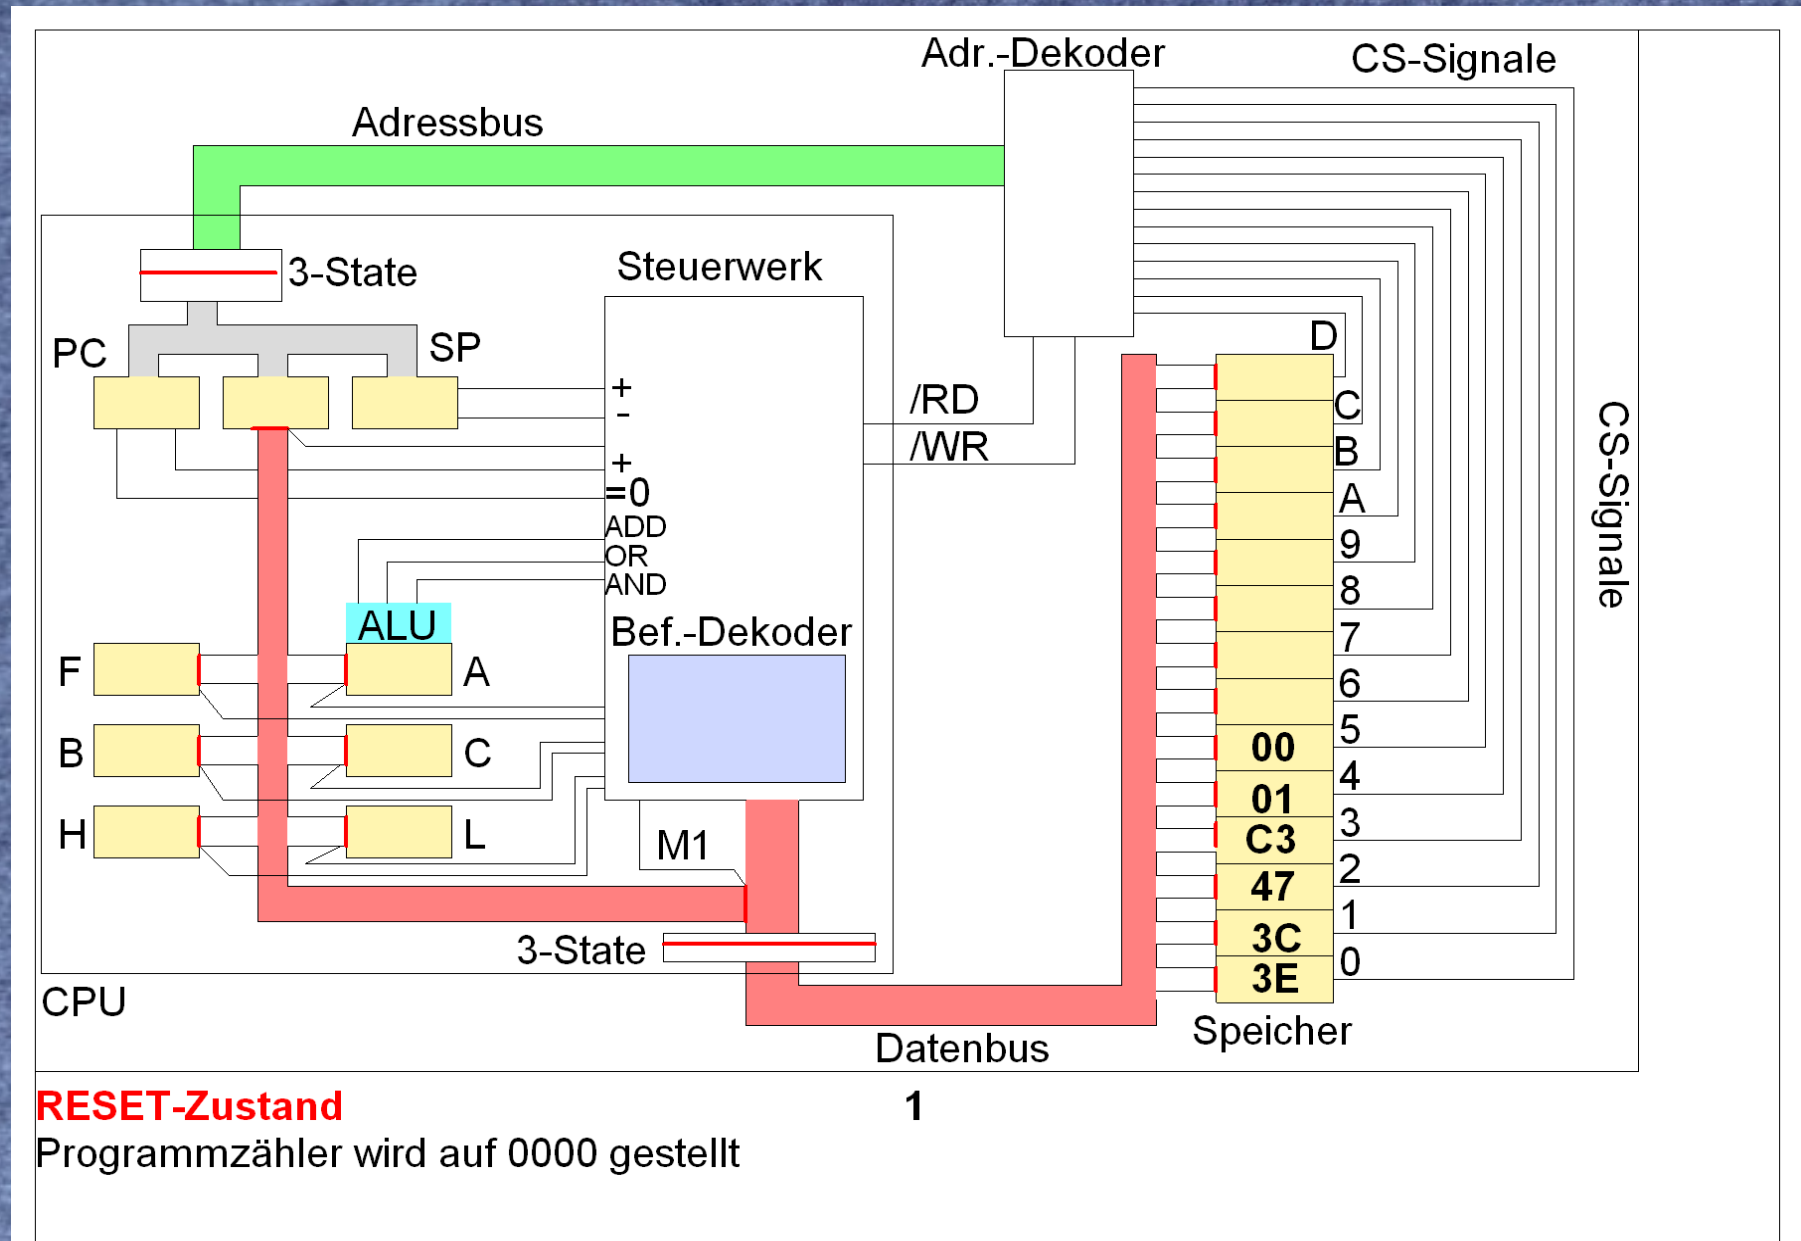 Adr.-Dekoder
CS-Signale
Adressbus
3-State
Steuerwerk
PC
SP
+
-
+
=0
ADD
OR
AND
/RD
/WR
ALU
Bef.-Dekoder
F
A
B
C
H
L
M1
3-State
CPU
Datenbus
D
C
B
A
9
8
7
6
00 5
01 4
C3 3
47 2
3C 1
3E 0
Speicher
CS-Signale
RESET-Zustand 1
Programmzähler wird auf 0000 gestellt